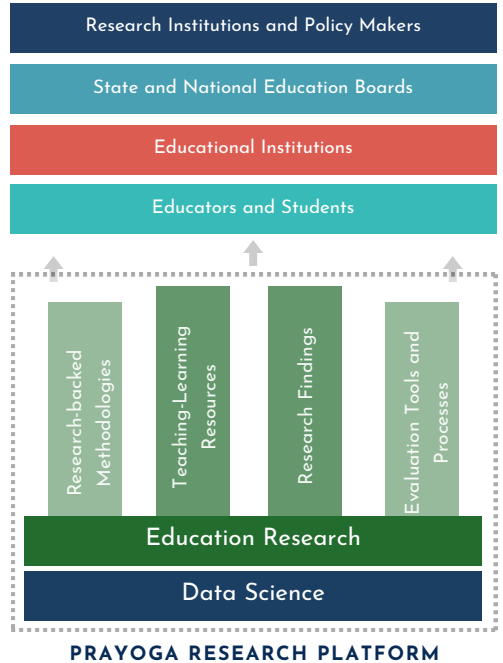 Research Institutions and Policy Makers
State and National Education Boards
Educational Institutions
Educators and Students
Research-backed
Methodologies
Teaching-Learning
Resources
Research Findings
Evaluation Tools and
Processes
Education Research
Data Science
PRAYOGA RESEARCH PLATFORM